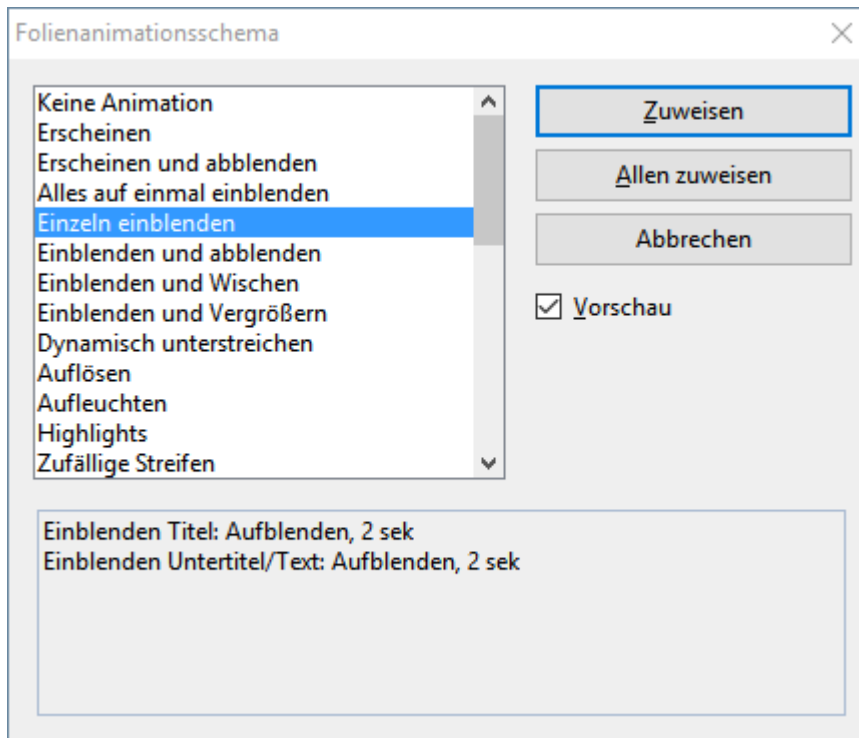 Folienanimationsschema
Keine Animation
Erscheinen
Erscheinen und abblenden
Alles auf einmal einblenden
Einzeln einblenden
Einblenden und abblenden
Einblenden und Wischen
Einblenden und Vergrößern
Dynamisch unterstreichen
Auflösen
Aufleuchten
Highlights
Zufällige Streifen
Zuweisen
Allen zuweisen
Abbrechen
Vorschau
Einblenden Titel: Aufblenden, 2 sek
Einblenden Untertitel/Text: Aufblenden, 2 sek